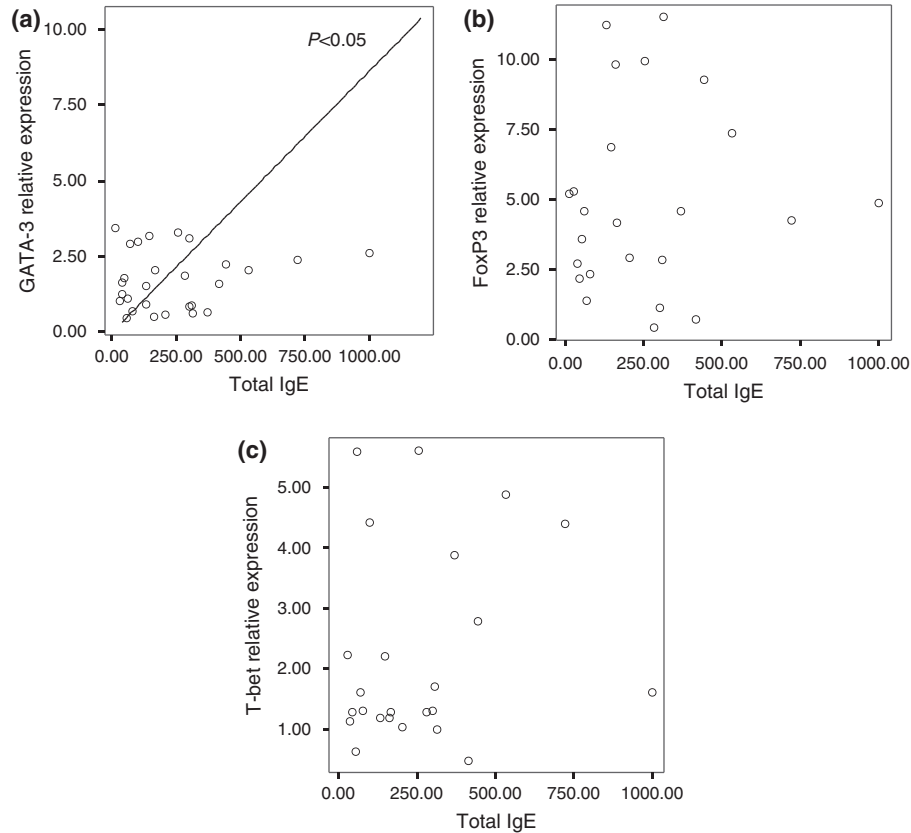 (a)
10.00
7.50
5.00
2.50
0.00
GATA-3 relative expression
P<0.05
0.00 250.00 500.00 750.00 1000.00
Total IgE
(b)
10.00
7.50
5.00
2.50
0.00
FoxP3 relative expression
0.00 250.00 500.00 750.00 1000.00
Total IgE
(c)
5.00
4.00
3.00
2.00
1.00
T-bet relative expression
0.00 250.00 500.00 750.00 1000.00
Total IgE